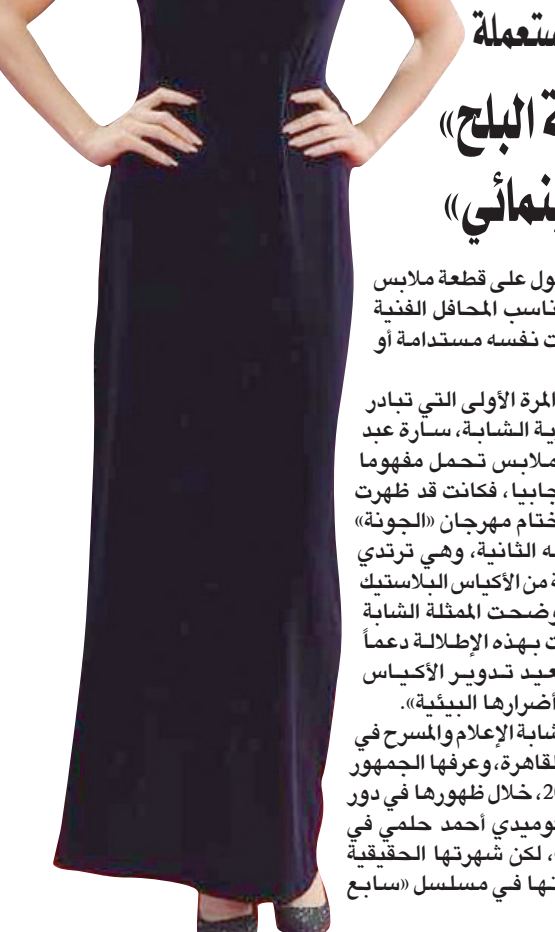 ستعملة
ة البلح»
ينمائي»
ول على قطعة ملابس
ناسب المحافل الفنية
ت نفسه مستدامة أو
المرة الأولى التي تبادر
ية الشابة، سارة عبد
ملابس تحمل مفهوما
جابيا، فكانت قد ظهرت
ختام مهرجان «الجونة»
ه الثانية، وهي ترتدي
ة من الأكياس البلاستيك
وضحت الممثلة الشابة
ت بهذه الإطلالة دعماً
عيد تدوير الأكياس
أضرارها البيئية».
شابة الإعلام والمسرح في
لقاهرة، وعرفها الجمهور
20، خلال ظهورها في دور
وميدي أحمد حلمي في
، لكن شهرتها الحقيقية
تها في مسلسل «سابع